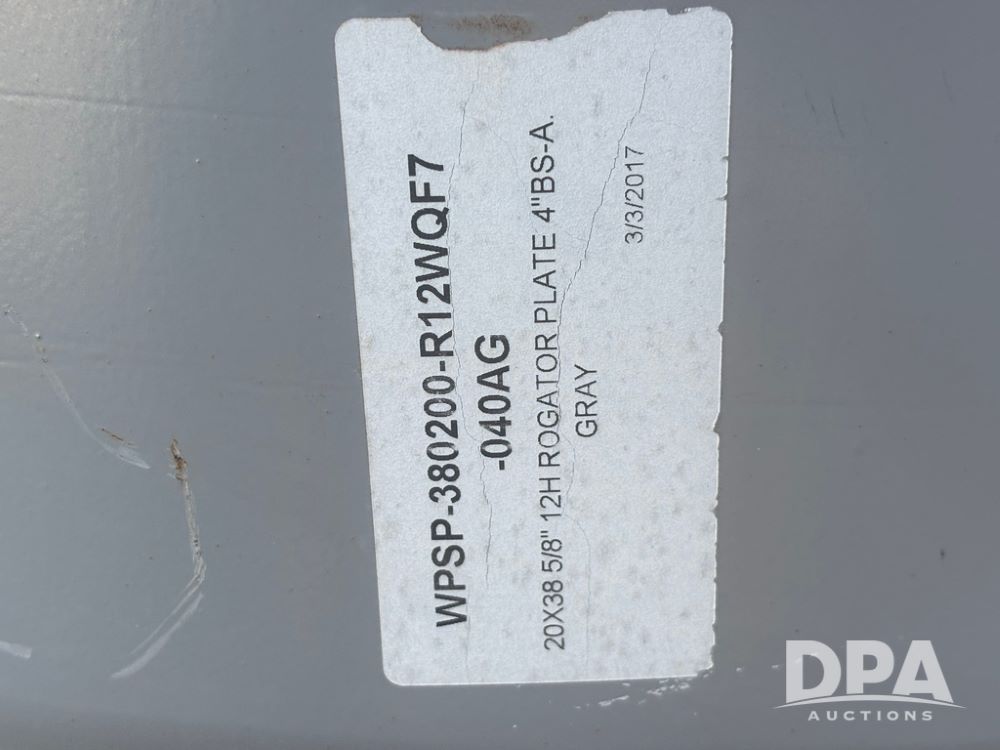 WPSP-380200-R12WQF7
-040AG
20X38 5/8" 12H ROGATOR PLATE 4"BS-A.
GRAY
3/3/2017
DPA
AUCTIONS